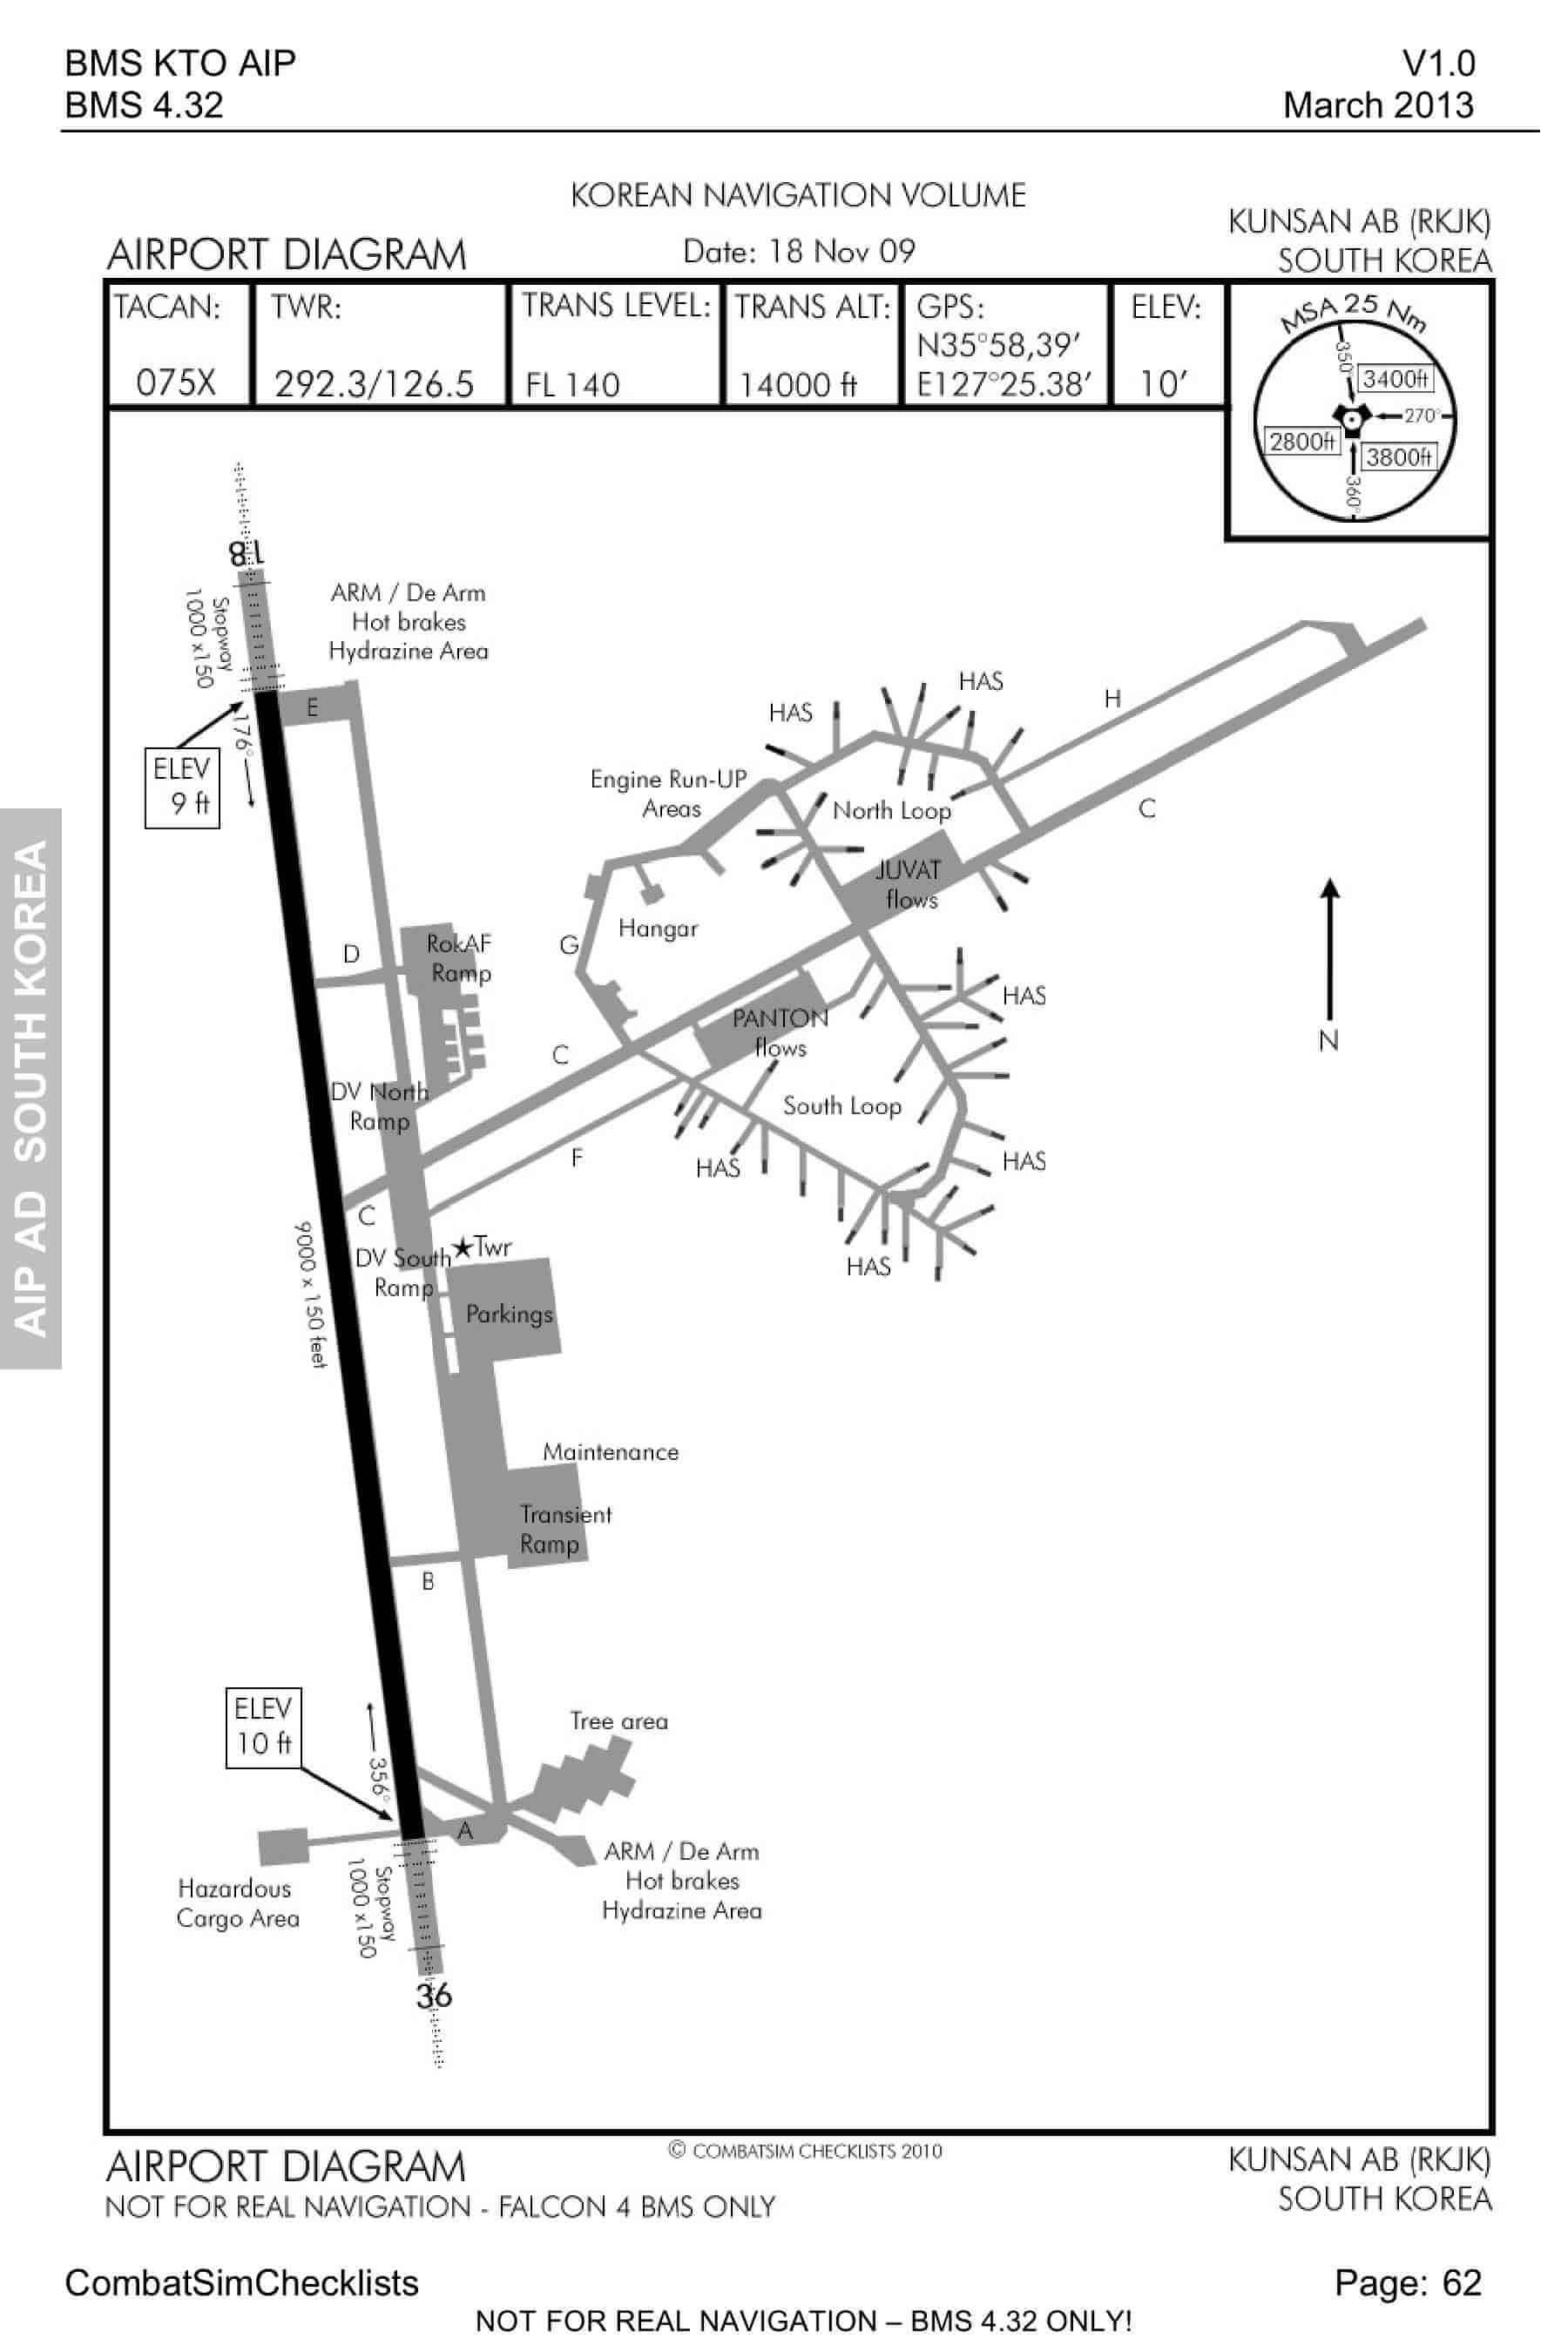 BMS KTO AIP
V1.0
BMS 4.32
March 2013
KOREAN NAVIGATION VOLUME
KUNSAN AB (RKJK)
AIRPORT DIAGRAM
Date: 18 Nov 09
SOUTH KOREA
TACAN:
TWR:
TRANS LEVEL:
TRANS ALT:
GPS:
ELEV:
N35°58,39’
075X
292.3/126.5
FL 140
14000 ft
E127°25.38’
10’
MSA 25 Nm
350°
3400ft
270°
2800ft
3800ft
360°
18
Stopway
1000 x150
ARM / De Arm
Hot brakes
Hydrazine Area
E
176°
ELEV
9 ft
HAS
HAS
H
Engine Run-UP
Areas
North Loop
C
JUVAT
flows
Hangar
G
D
RokAF
Ramp
HAS
PANTON
flows
N
C
DV North
Ramp
South Loop
F
HAS
HAS
C
DV South
Ramp
Twr
HAS
9000 x 150 feet
Parkings
Maintenance
Transient
Ramp
B
ELEV
10 ft
356°
Tree area
A
ARM / De Arm
Hot brakes
Hydrazine Area
Hazardous
Cargo Area
Stopway
1000 x150
36
AIP AD SOUTH KOREA
© COMBATSIM CHECKLISTS 2010
AIRPORT DIAGRAM
KUNSAN AB (RKJK)
NOT FOR REAL NAVIGATION - FALCON 4 BMS ONLY
SOUTH KOREA
CombatSimChecklists
Page: 62
NOT FOR REAL NAVIGATION – BMS 4.32 ONLY!